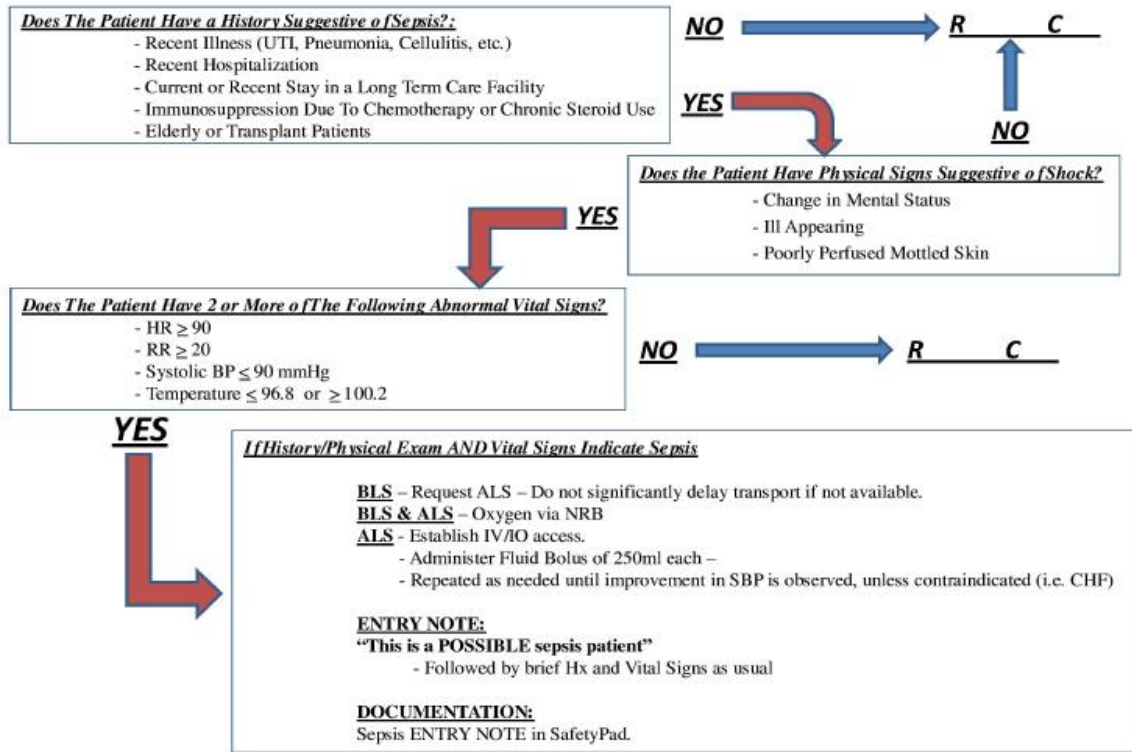 Does The Patient Have a History Suggestive of Sepsis?:
- Recent Illness (UTI, Pneumonia, Cellulitis, etc.)
- Recent Hospitalization
- Current or Recent Stay in a Long Term Care Facility
- Immunosuppression Due To Chemotherapy or Chronic Steroid Use
- Elderly or Transplant Patients
NO
R C
YES
NO
Does the Patient Have Physical Signs Suggestive of Shock?
- Change in Mental Status
- Ill Appearing
- Poorly Perfused Mottled Skin
YES
Does The Patient Have 2 or More of The Following Abnormal Vital Signs?
- HR ≥ 90
- RR ≥ 20
- Systolic BP ≤ 90 mmHg
- Temperature ≤ 96.8 or ≥ 100.2
NO
R C
YES
If History/Physical Exam AND Vital Signs Indicate Sepsis
BLS – Request ALS – Do not significantly delay transport if not available.
BLS & ALS – Oxygen via NRB
ALS - Establish IV/IO access.
- Administer Fluid Bolus of 250ml each –
- Repeated as needed until improvement in SBP is observed, unless contraindicated (i.e. CHF)
ENTRY NOTE:
“This is a POSSIBLE sepsis patient”
- Followed by brief Hx and Vital Signs as usual
DOCUMENTATION:
Sepsis ENTRY NOTE in SafetyPad.